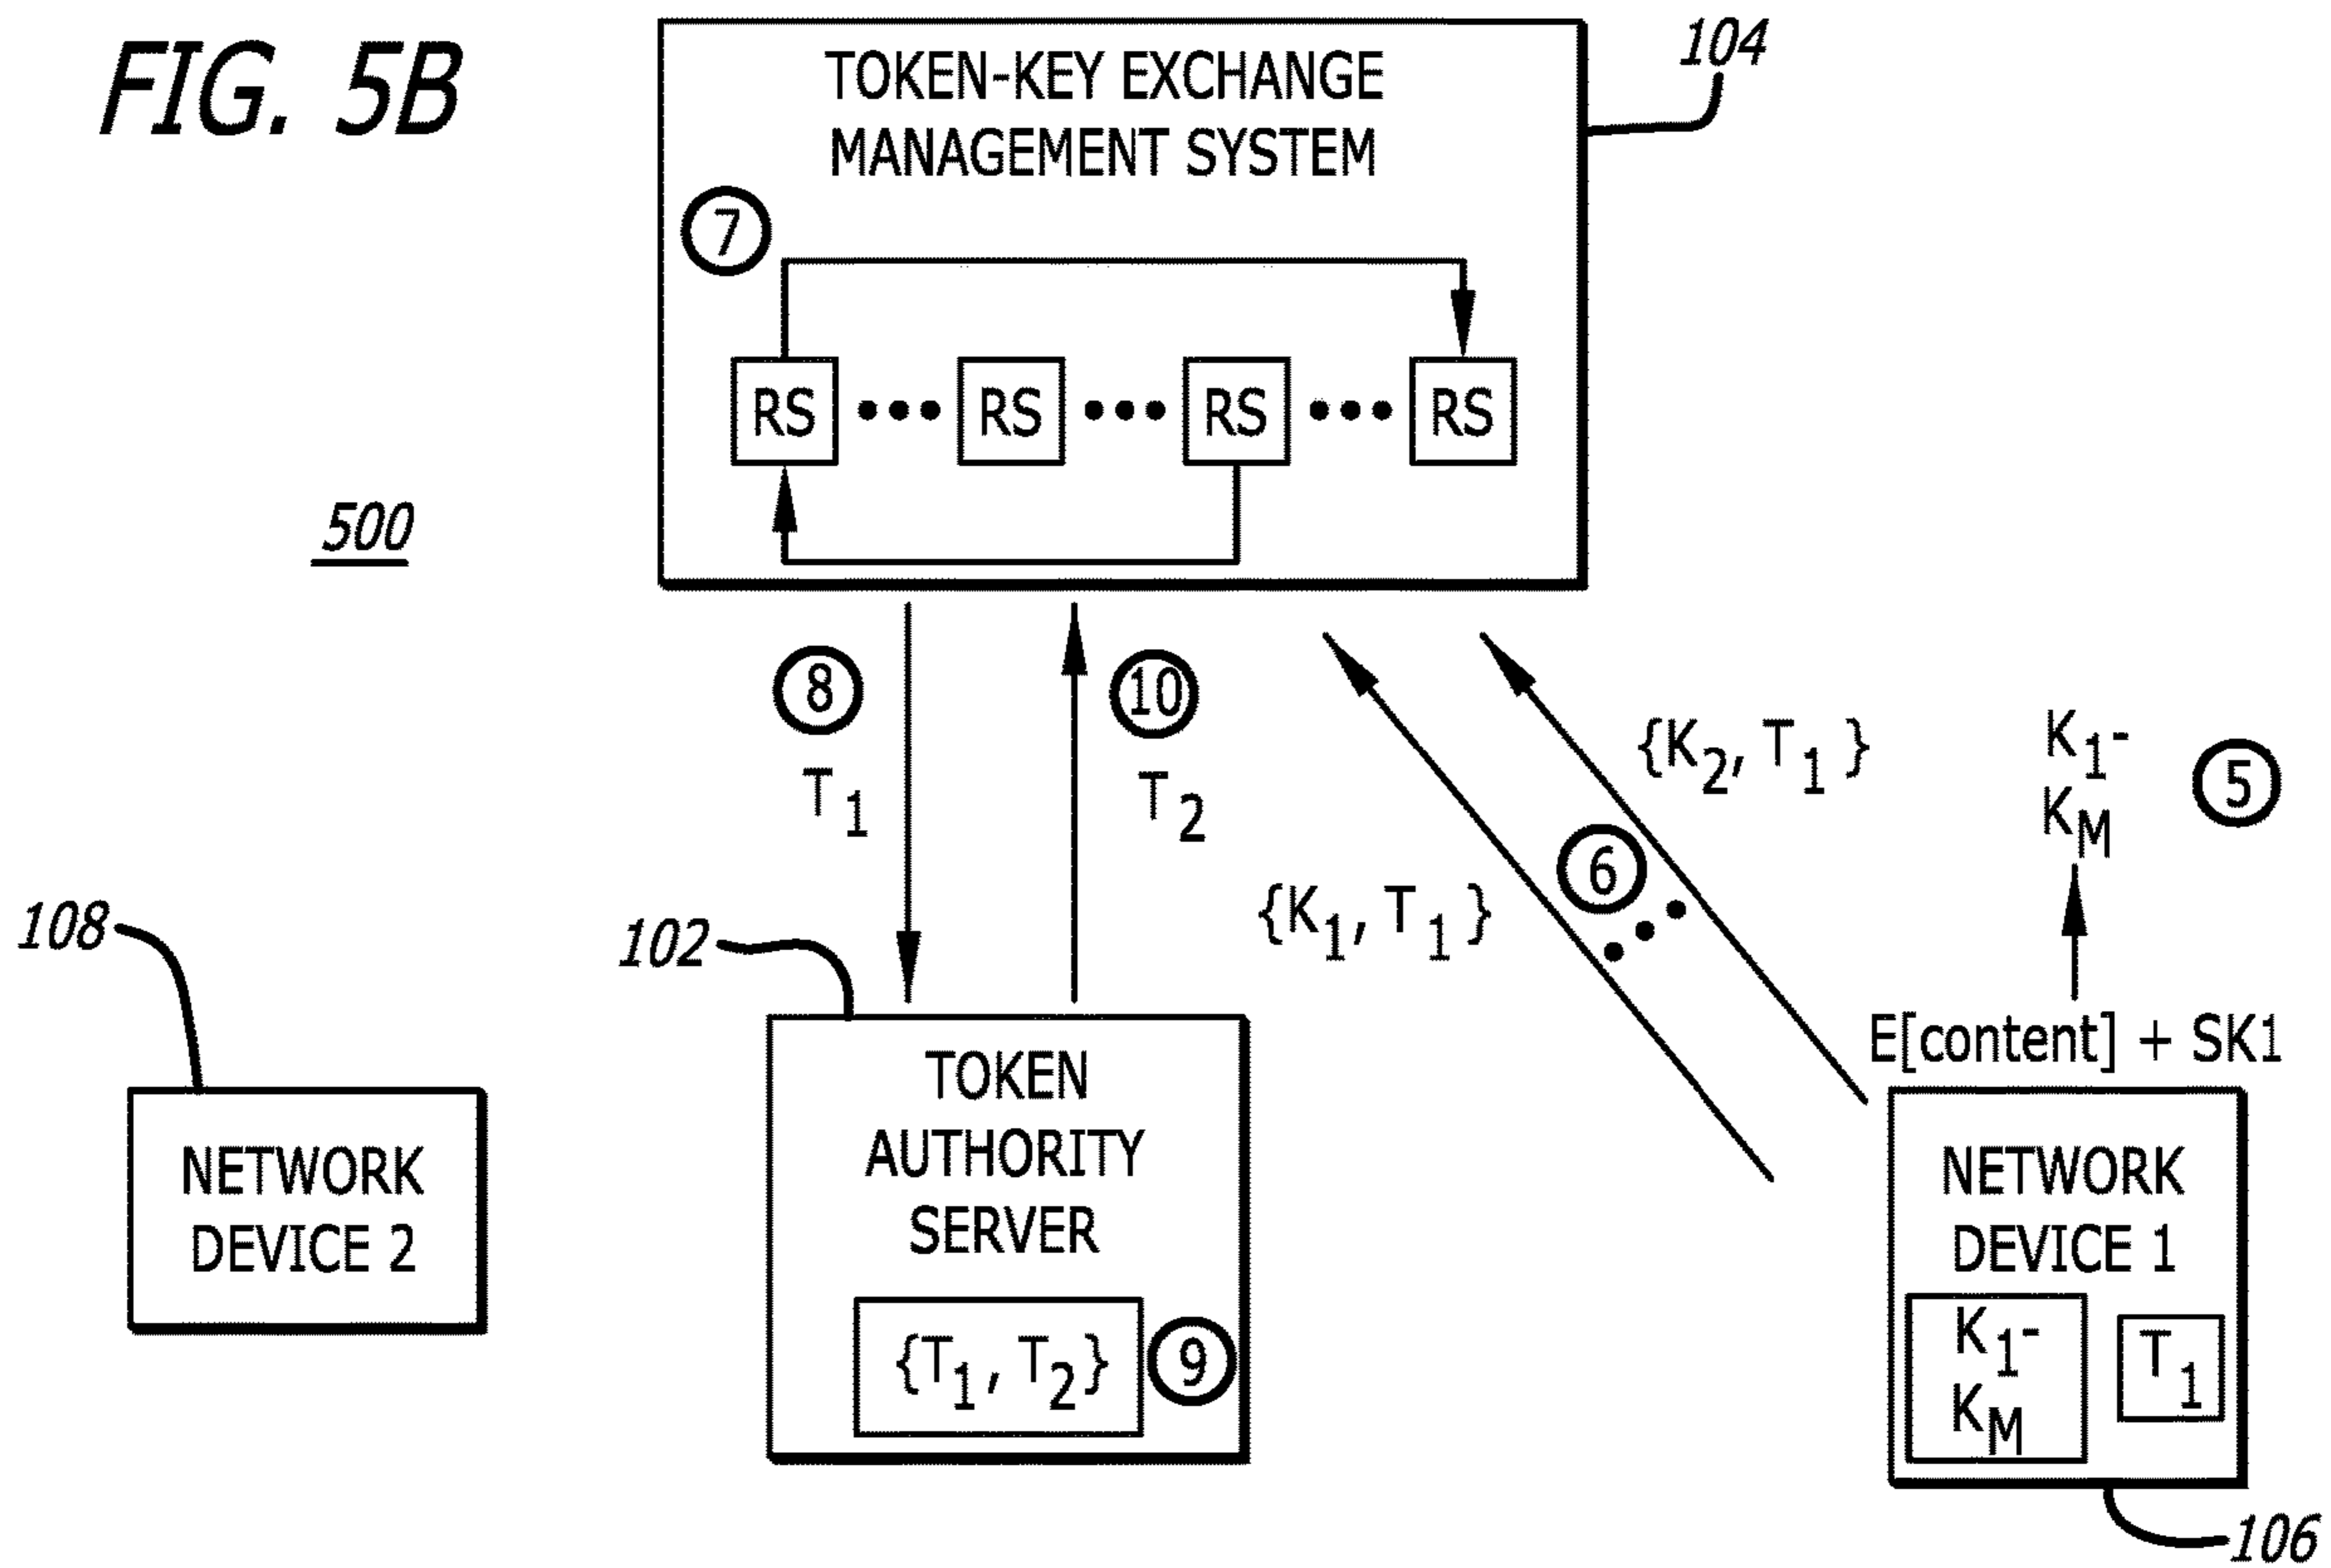 FIG. 5B
104
TOKEN-KEY EXCHANGE
MANAGEMENT SYSTEM
7
RS ••• RS ••• RS ••• RS
500
8
T1
10
T2
{K2, T1}
6
{K1, T1}
•••
K1-
KM
5
E[content] + SK1
108
NETWORK
DEVICE 2
102
TOKEN
AUTHORITY
SERVER
{T1, T2}
9
NETWORK
DEVICE 1
K1-
KM
T1
106